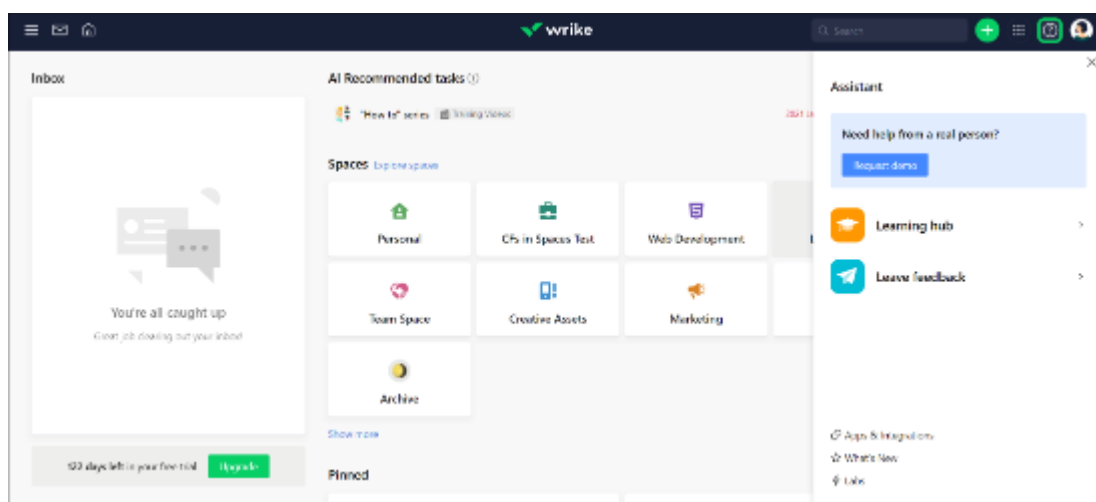 wrike
Search
Inbox
You're all caught up
Great job clearing out your inbox!
122 days left in your free trial
Upgrade
AI Recommended tasks
"How to" series
Training Videos
Spaces
Explore spaces
Personal
CFs in Spaces Test
Web Development
Team Space
Creative Assets
Marketing
Archive
Show more
Pinned
Assistant
Need help from a real person?
Request demo
Learning hub
Leave feedback
Apps & Integrations
What's New
Labs